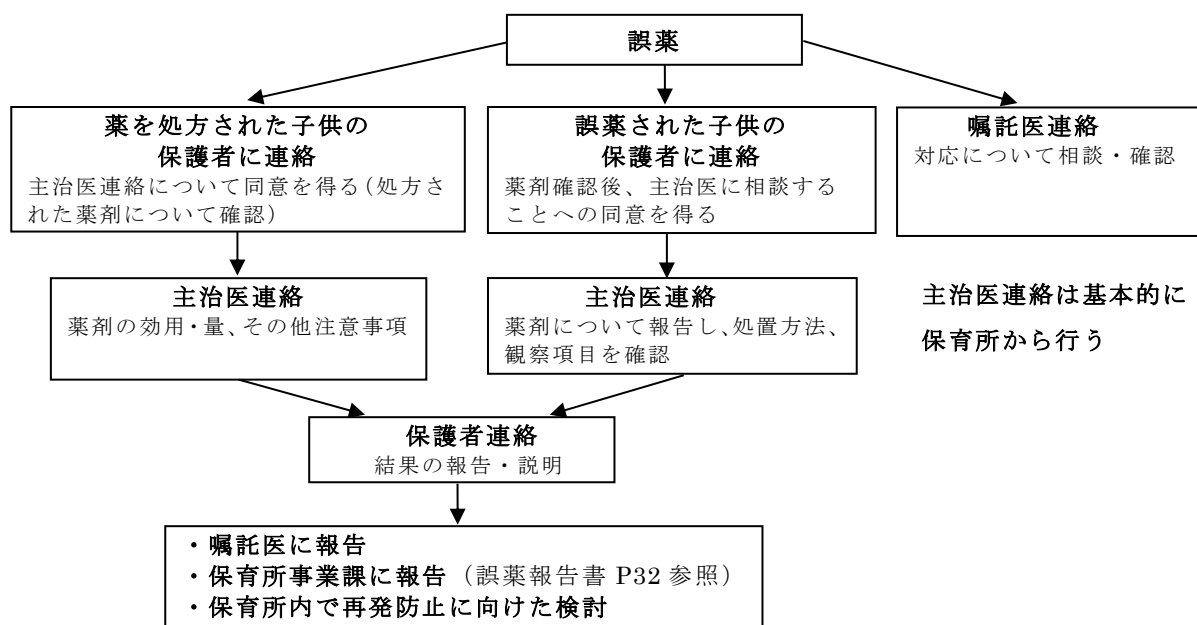 誤薬
薬を処方された子供の
保護者に連絡
主治医連絡について同意を得る(処方さ
れた薬剤について確認)
誤薬された子供の
保護者に連絡
薬剤確認後、主治医に相談する
ことへの同意を得る
嘱託医連絡
対応について相談・確認
主治医連絡
薬剤の効用・量、その他注意事項
主治医連絡
薬剤について報告し、処置方法、
観察項目を確認
主治医連絡は基本的に
保育所から行う
保護者連絡
結果の報告・説明
・嘱託医に報告
・保育所事業課に報告(誤薬報告書 P32 参照)
・保育所内で再発防止に向けた検討